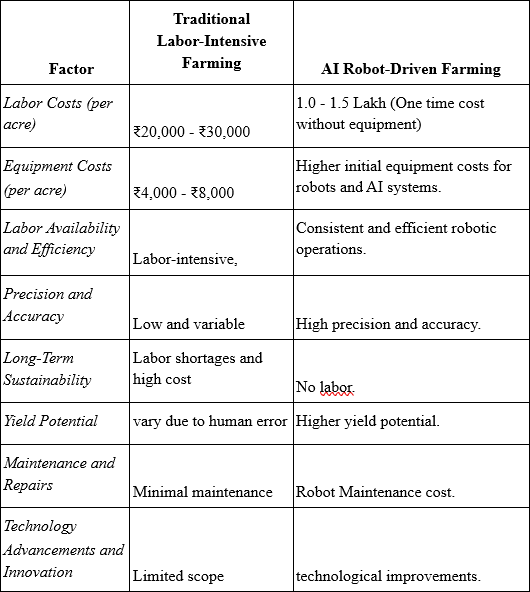 Factor
Traditional
Labor-Intensive
Farming
AI Robot-Driven Farming
Labor Costs (per
acre)
₹20,000 - ₹30,000
1.0 - 1.5 Lakh (One time cost
without equipment)
Equipment Costs
(per acre)
₹4,000 - ₹8,000
Higher initial equipment costs for
robots and AI systems.
Labor Availability
and Efficiency
Labor-intensive,
Consistent and efficient robotic
operations.
Precision and
Accuracy
Low and variable
High precision and accuracy.
Long-Term
Sustainability
Labor shortages and
high cost
No labor.
Yield Potential
vary due to human error
Higher yield potential.
Maintenance and
Repairs
Minimal maintenance
Robot Maintenance cost.
Technology
Advancements and
Innovation
Limited scope
technological improvements.